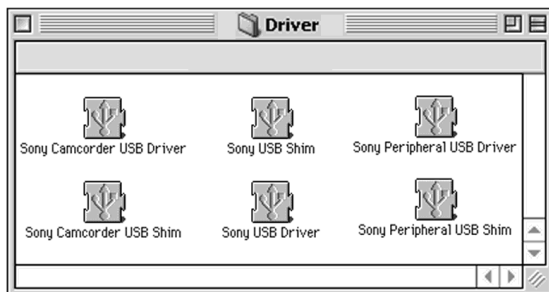 Driver
Sony Camcorder USB Driver
Sony USB Shim
Sony Peripheral USB Driver
Sony Camcorder USB Shim
Sony USB Driver
Sony Peripheral USB Shim